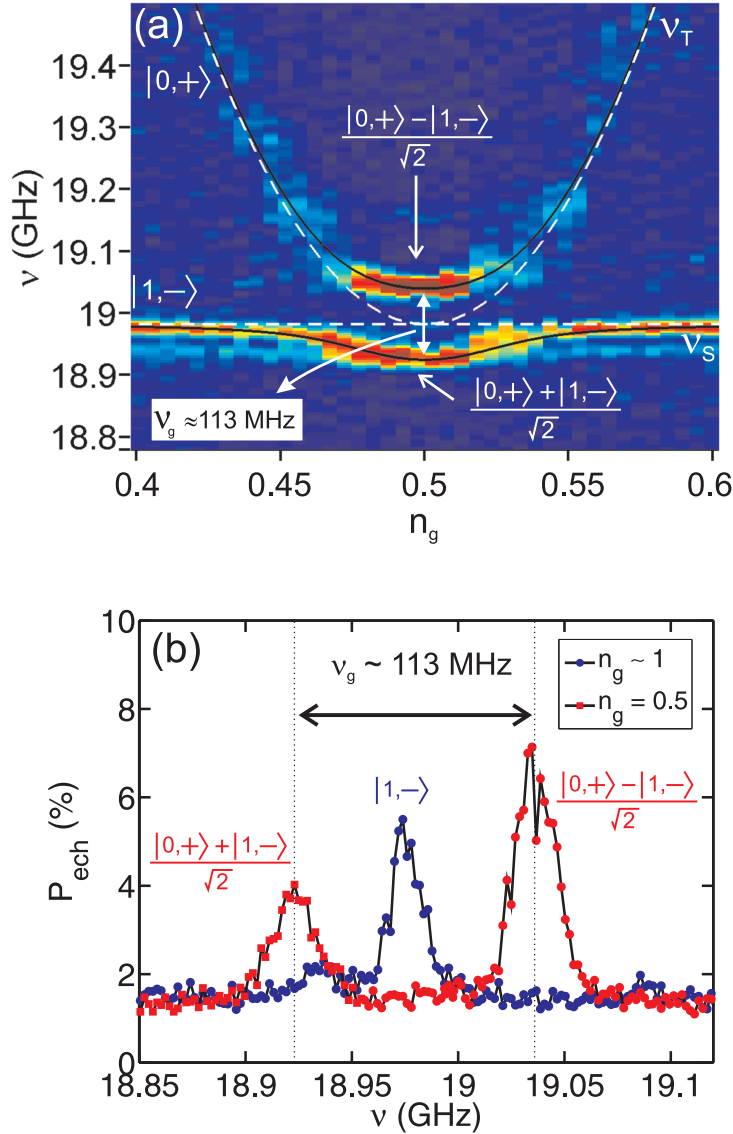 (a)
ν_T
|0,+⟩
|0,+⟩−|1,−⟩
√2
|1,−⟩
ν_S
ν_g ≈113 MHz
|0,+⟩+|1,−⟩
√2
ν (GHz)
19.4
19.3
19.2
19.1
19
18.9
18.8
0.4 0.45 0.5 0.55 0.6
n_g
(b)
ν_g ~ 113 MHz
n_g ~ 1
n_g = 0.5
|1,−⟩
|0,+⟩−|1,−⟩
√2
|0,+⟩+|1,−⟩
√2
P_ech (%)
10
8
6
4
2
0
18.85 18.9 18.95 19 19.05 19.1
ν (GHz)